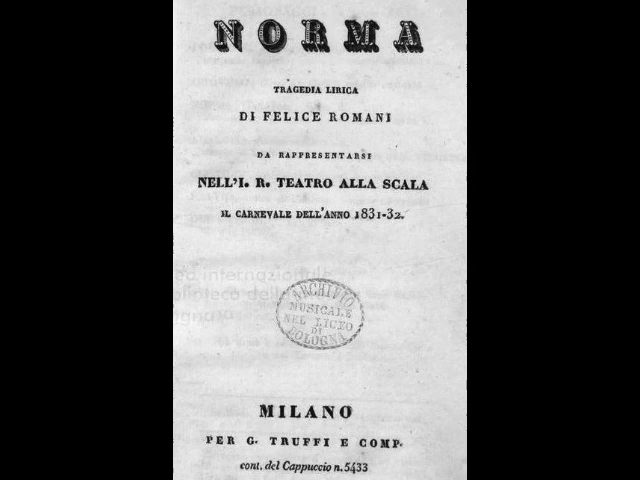 NORMA
TRAGEDIA LIRICA
DI FELICE ROMANI
DA RAPPRESENTARSI
NELL'I. R. TEATRO ALLA SCALA
IL CARNEVALE DELL'ANNO 1831-32.
ARCHIVIO
MUSICALE
NEL LICEO
DI
BOLOGNA
MILANO
PER G. TRUFFI E COMP.
cont. del Cappuccio n. 5433